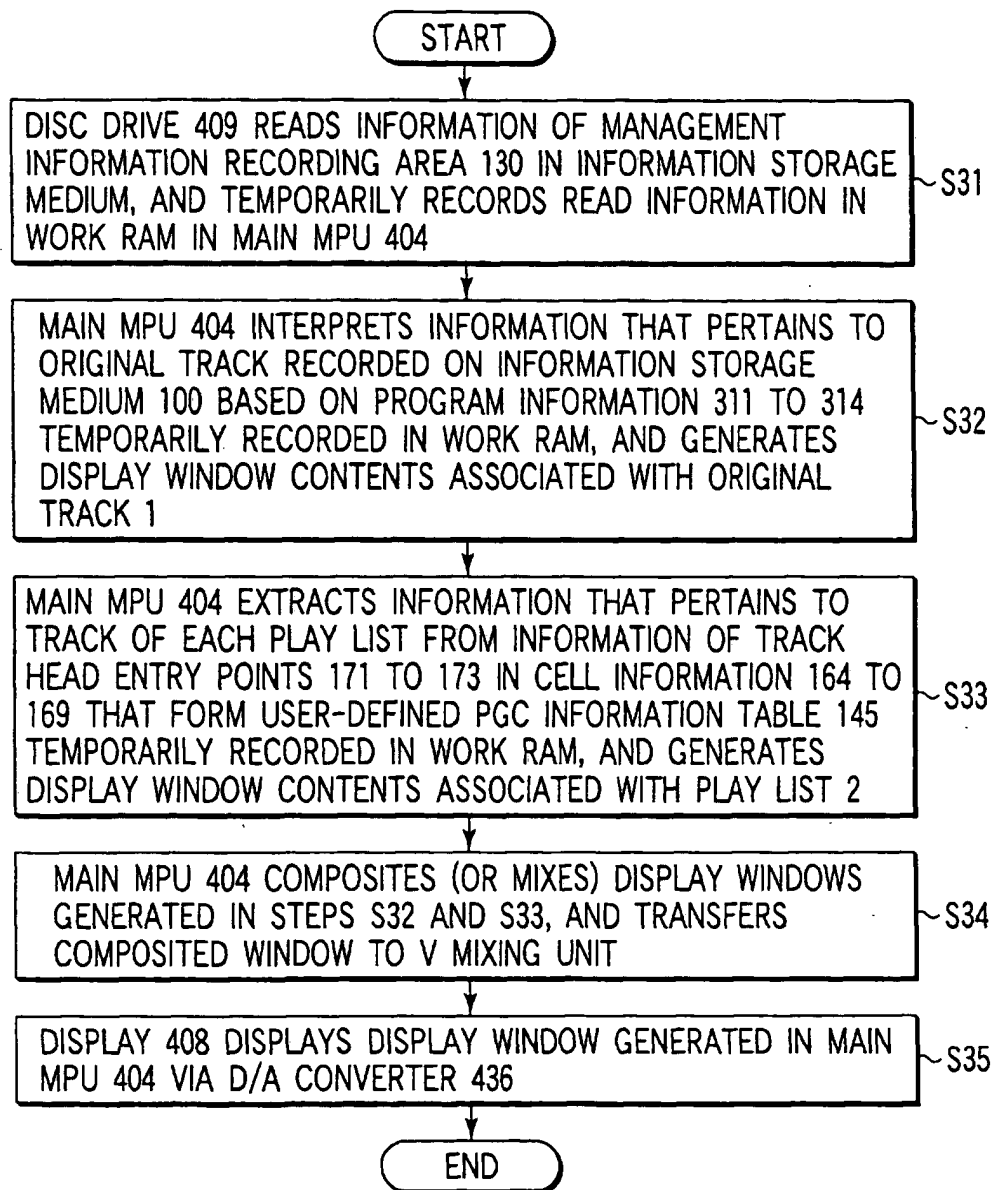 START
DISC DRIVE 409 READS INFORMATION OF MANAGEMENT
INFORMATION RECORDING AREA 130 IN INFORMATION STORAGE
MEDIUM, AND TEMPORARILY RECORDS READ INFORMATION IN
WORK RAM IN MAIN MPU 404
S31
MAIN MPU 404 INTERPRETS INFORMATION THAT PERTAINS TO
ORIGINAL TRACK RECORDED ON INFORMATION STORAGE
MEDIUM 100 BASED ON PROGRAM INFORMATION 311 TO 314
TEMPORARILY RECORDED IN WORK RAM, AND GENERATES
DISPLAY WINDOW CONTENTS ASSOCIATED WITH ORIGINAL
TRACK 1
S32
MAIN MPU 404 EXTRACTS INFORMATION THAT PERTAINS TO
TRACK OF EACH PLAY LIST FROM INFORMATION OF TRACK
HEAD ENTRY POINTS 171 TO 173 IN CELL INFORMATION 164 TO
169 THAT FORM USER-DEFINED PGC INFORMATION TABLE 145
TEMPORARILY RECORDED IN WORK RAM, AND GENERATES
DISPLAY WINDOW CONTENTS ASSOCIATED WITH PLAY LIST 2
S33
MAIN MPU 404 COMPOSITES (OR MIXES) DISPLAY WINDOWS
GENERATED IN STEPS S32 AND S33, AND TRANSFERS
COMPOSITED WINDOW TO V MIXING UNIT
S34
DISPLAY 408 DISPLAYS DISPLAY WINDOW GENERATED IN MAIN
MPU 404 VIA D/A CONVERTER 436
S35
END